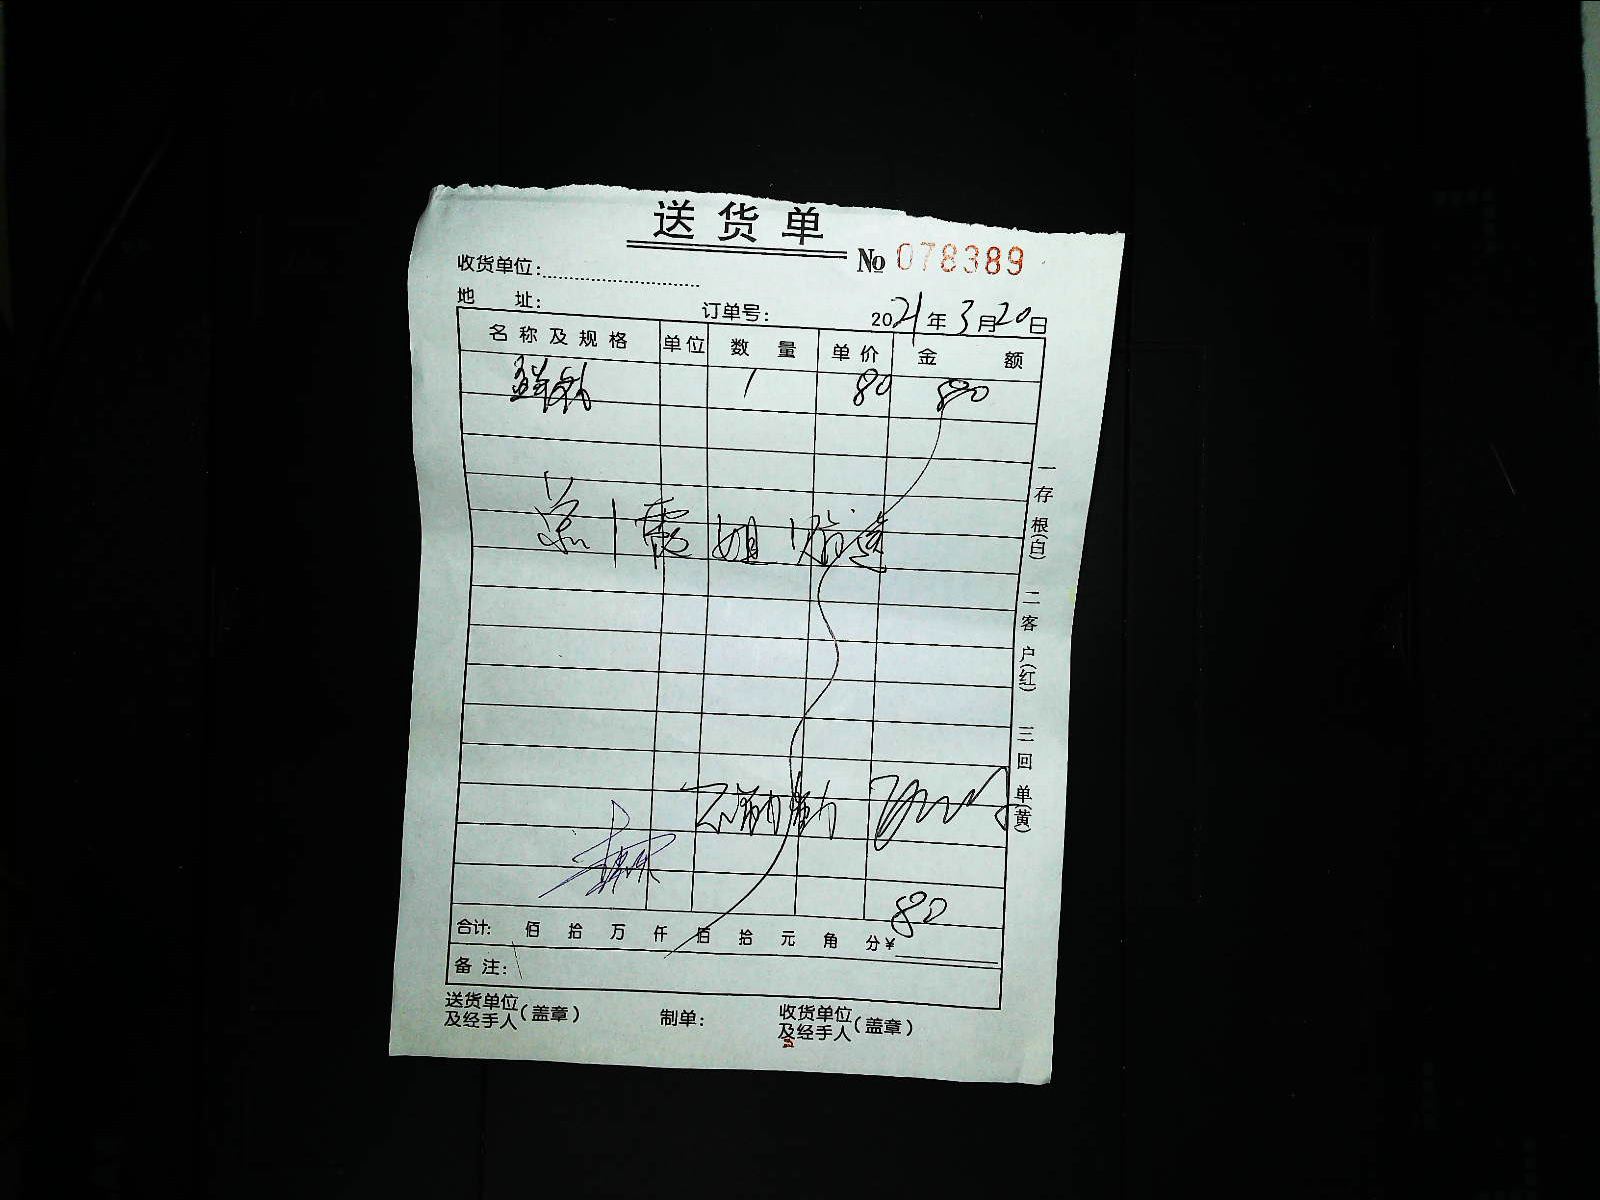 送货单
№ 078389
收货单位:
地 址: 订单号: 2021年3月20日
名称及规格 单位 数量 单价 金额
1 80 80
姐
80
合计: 佰 拾 万 仟 佰 拾 元 角 分¥
备注:
送货单位及经手人(盖章) 制单: 收货单位及经手人(盖章)
一存根(白) 二客户(红) 三回单(黄)